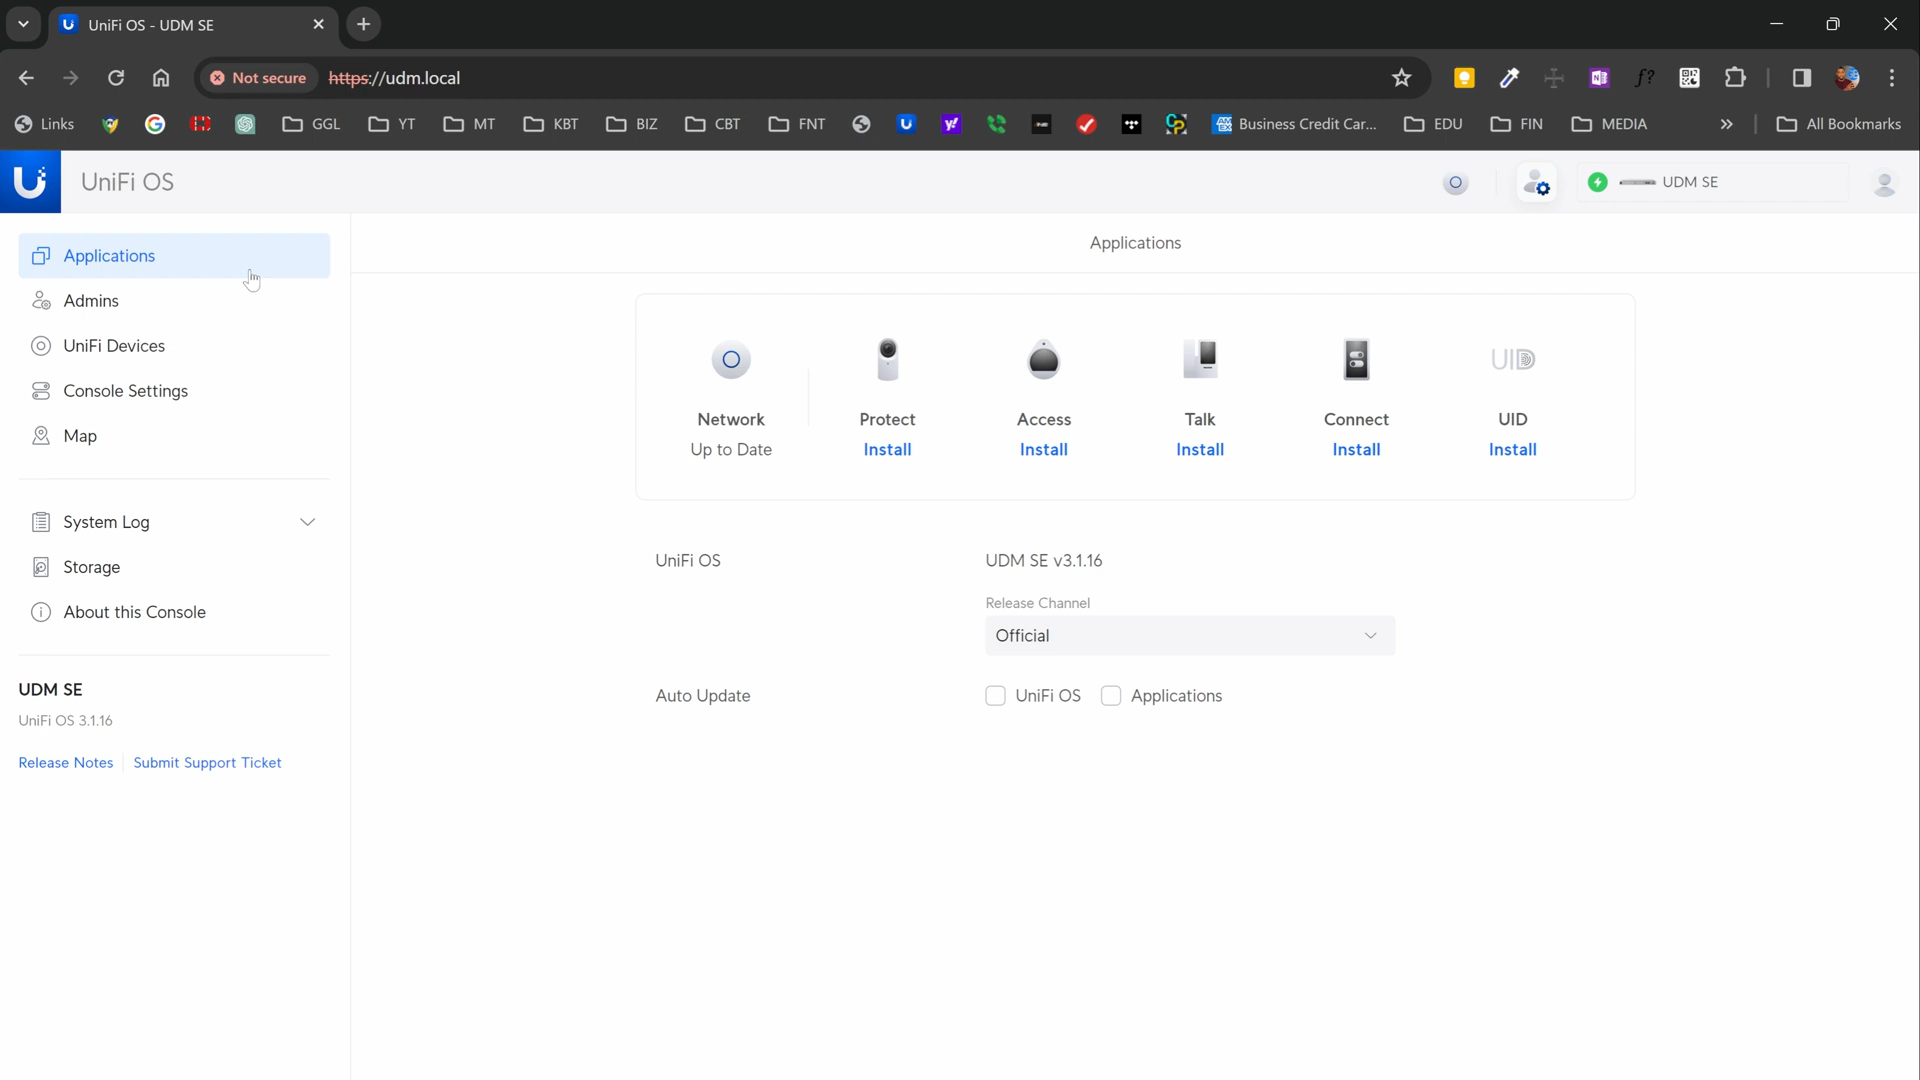 UniFi OS - UDM SE
Not secure https://udm.local
Links GGL YT MT KBT BIZ CBT FNT Business Credit Car... EDU FIN MEDIA » All Bookmarks
UniFi OS
UDM SE
Applications
Admins
UniFi Devices
Console Settings
Map
System Log
Storage
About this Console
UDM SE
UniFi OS 3.1.16
Release Notes Submit Support Ticket
Applications
UID
Network Protect Access Talk Connect UID
Up to Date Install Install Install Install Install
UniFi OS UDM SE v3.1.16
Release Channel
Official
Auto Update UniFi OS Applications